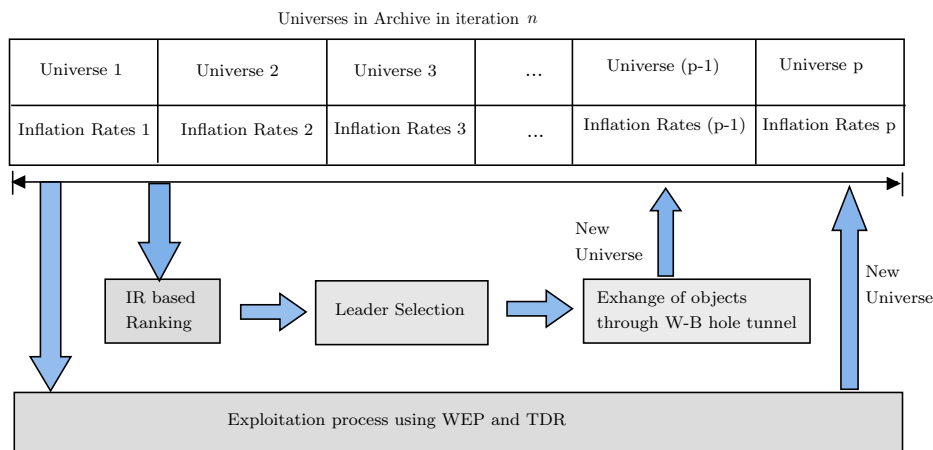 Universes in Archive in iteration n
Universe 1
Universe 2
Universe 3
...
Universe (p-1)
Universe p
Inflation Rates 1
Inflation Rates 2
Inflation Rates 3
...
Inflation Rates (p-1)
Inflation Rates p
New
Universe
New
Universe
IR based
Ranking
Leader Selection
Exhange of objects
through W-B hole tunnel
Exploitation process using WEP and TDR